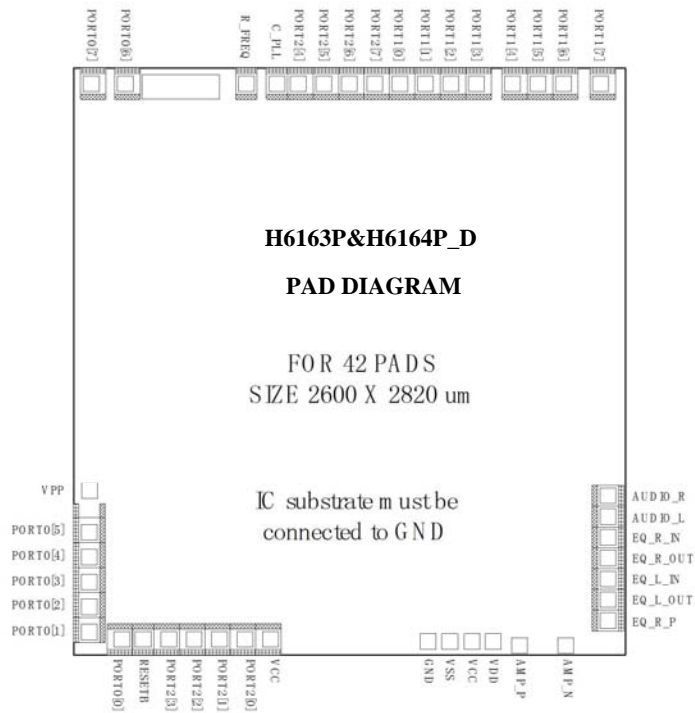 PORT0[7]
PORT0[6]
R_FREQ
C_PLL
PORT2[4]
PORT2[5]
PORT2[6]
PORT2[7]
PORT1[0]
PORT1[1]
PORT1[2]
PORT1[3]
PORT1[4]
PORT1[5]
PORT1[6]
PORT1[7]
H6163P&H6164P_D
PAD DIAGRAM
FOR 42 PADS
SIZE 2600 X 2820 um
IC substrate must be
connected to GND
VPP
PORT0[5]
PORT0[4]
PORT0[3]
PORT0[2]
PORT0[1]
AUDIO_R
AUDIO_L
EQ_R_IN
EQ_R_OUT
EQ_L_IN
EQ_L_OUT
EQ_R_P
PORT0[0]
RESETB
PORT2[3]
PORT2[2]
PORT2[1]
PORT2[0]
VCC
GND
VSS
VCC
VDD
AMP_P
AMP_N